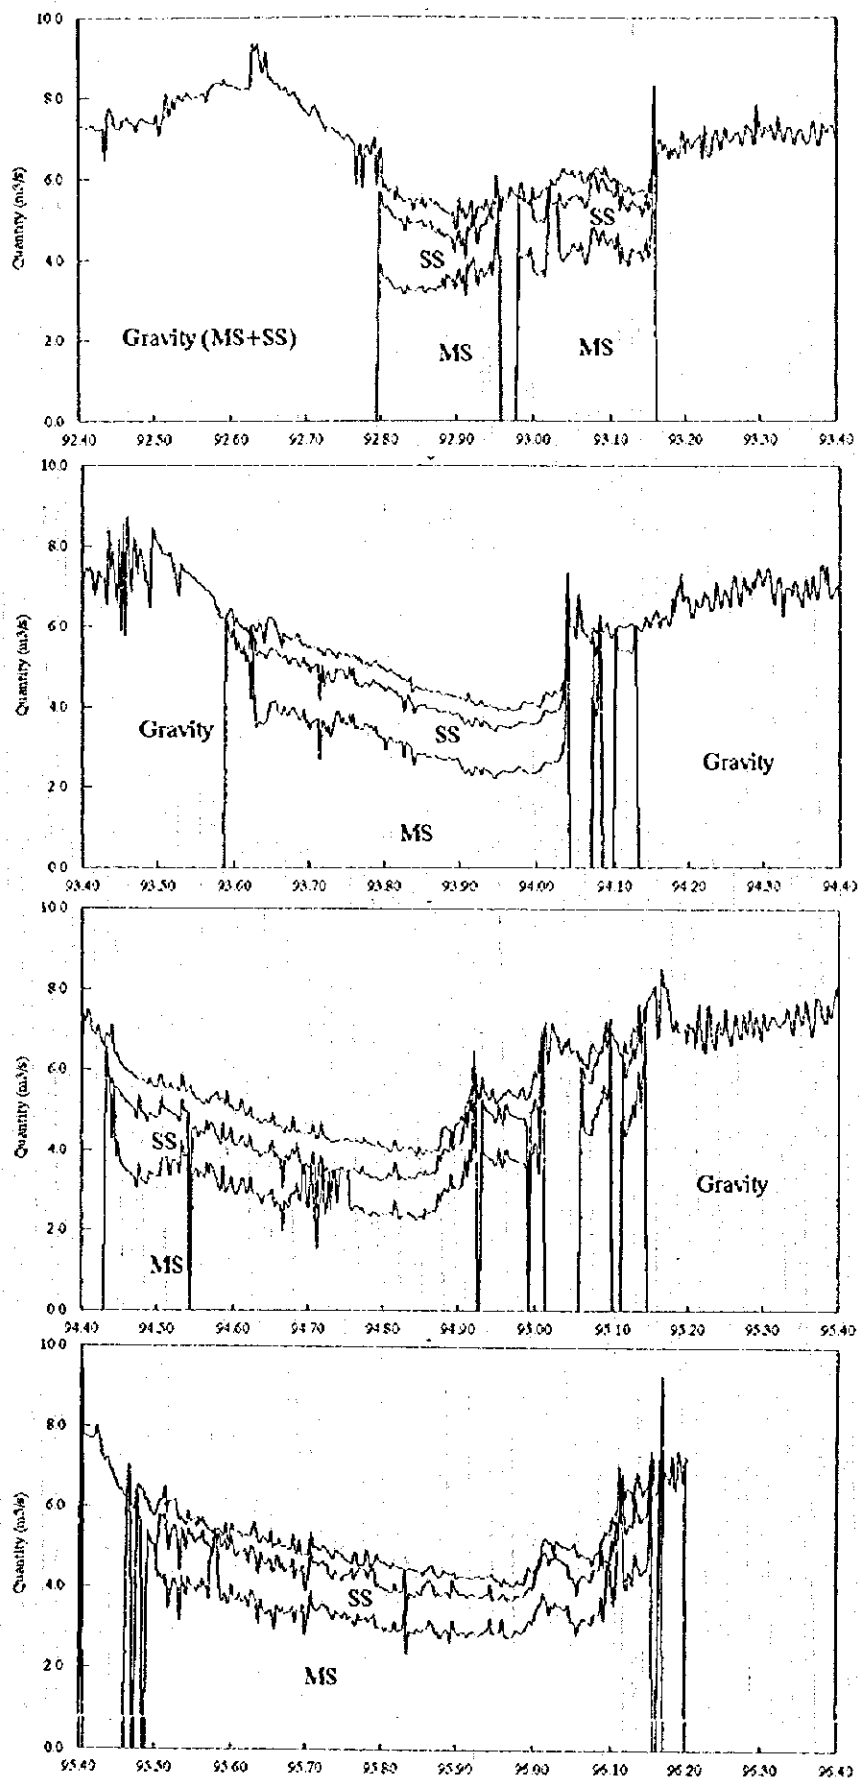 10.0
8.0
6.0
4.0
2.0
0.0
Quantity (m3/s)
SS
SS
Gravity (MS+SS)
MS
MS
92.40 92.50 92.60 92.70 92.80 92.90 93.00 93.10 93.20 93.30 93.40
10.0
8.0
6.0
4.0
2.0
0.0
Quantity (m3/s)
Gravity
SS
Gravity
MS
93.40 93.50 93.60 93.70 93.80 93.90 94.00 94.10 94.20 94.30 94.40
10.0
8.0
6.0
4.0
2.0
0.0
Quantity (m3/s)
SS
Gravity
MS
94.40 94.50 94.60 94.70 94.80 94.90 95.00 95.10 95.20 95.30 95.40
10.0
8.0
6.0
4.0
2.0
0.0
Quantity (m3/s)
SS
MS
95.40 95.50 95.60 95.70 95.80 95.90 96.00 96.10 96.20 96.30 96.40